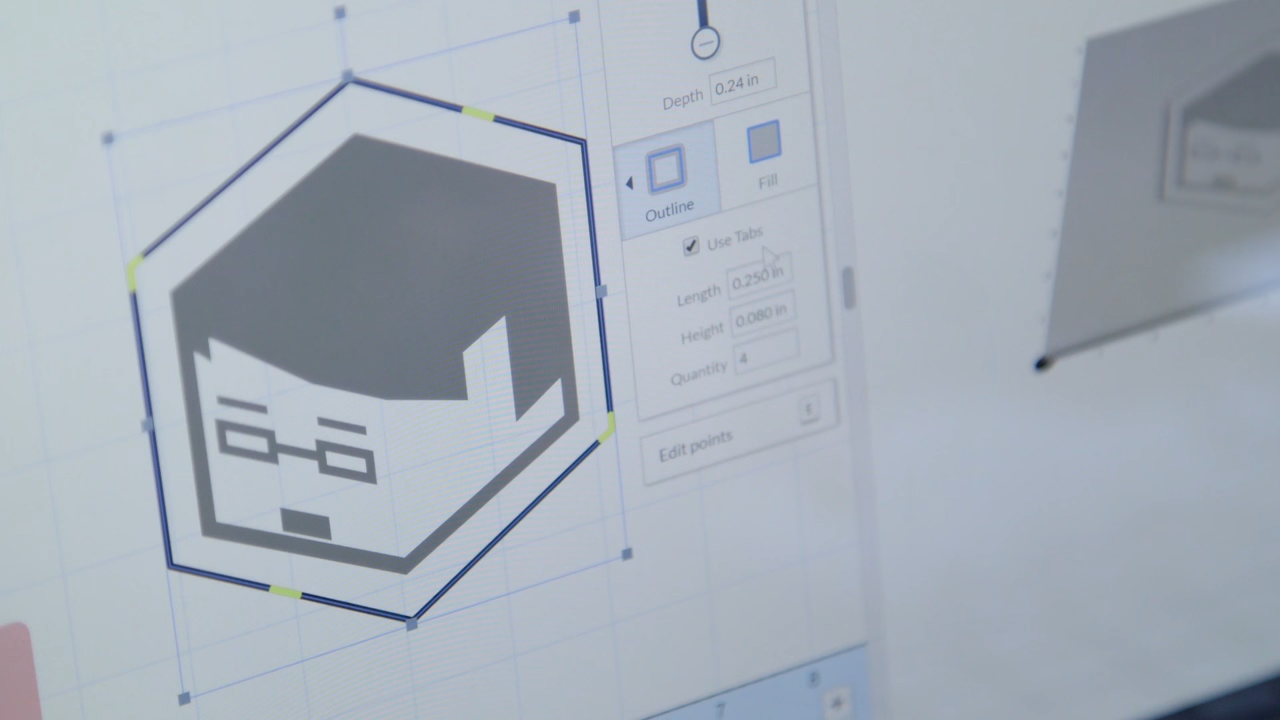 Depth 0.24 in
Outline
Fill
Use Tabs
Length 0.250 in
Height 0.080 in
Quantity 4
Edit points
7